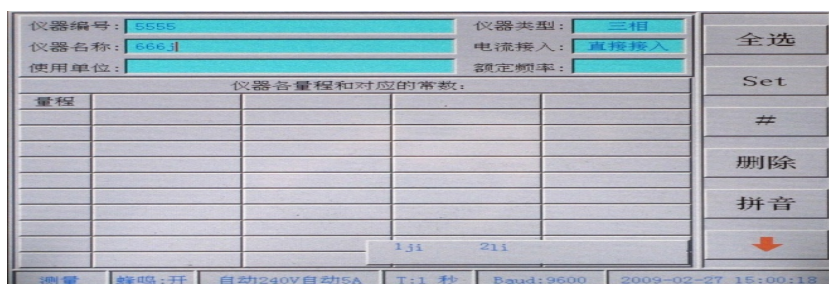 仪器编号: 5555 仪器类型: 三相
仪器名称: 666j 电流接入: 直接接入
使用单位: 额定频率:
仪器各量程和对应的常数:
量程
全选
Set
#
删除
拼音
1ji 2li
测量 蜂鸣:开 自动240V自动5A T:1 秒 Baud:9600 2009-02-27 15:00:18